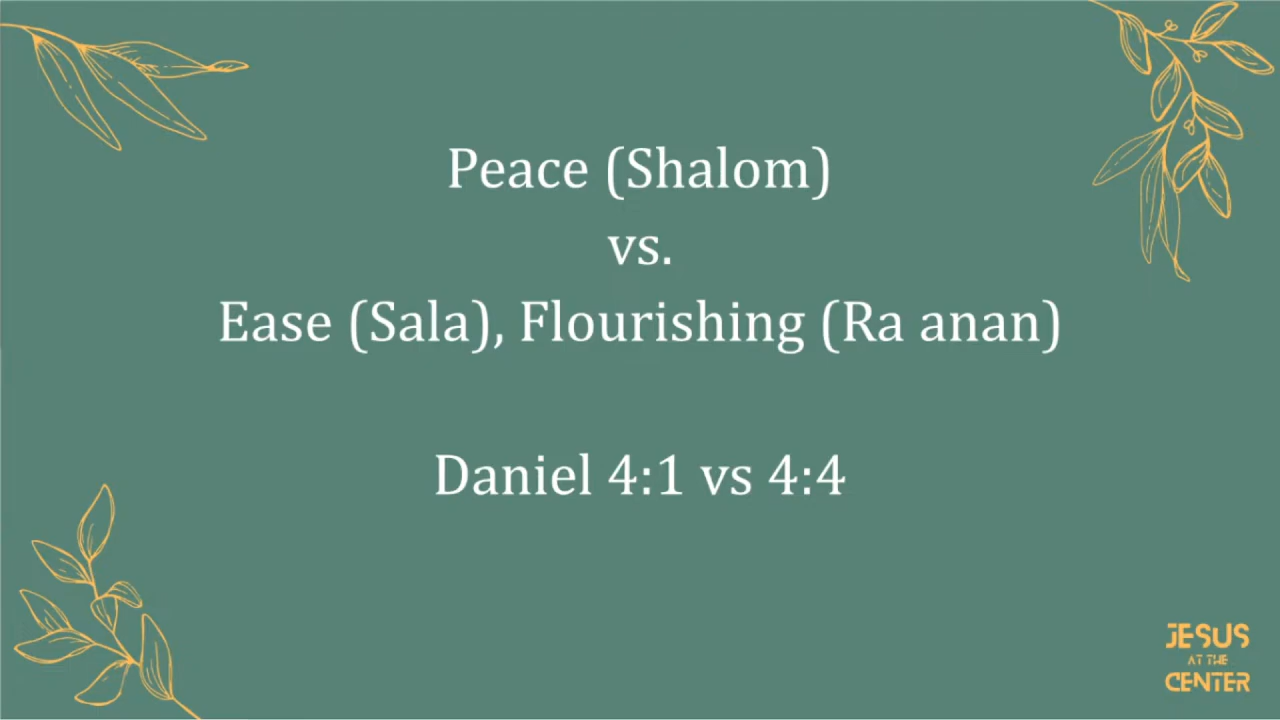 Peace (Shalom)
vs.
Ease (Sala), Flourishing (Ra anan)
Daniel 4:1 vs 4:4
JESUS
AT THE
CENTER